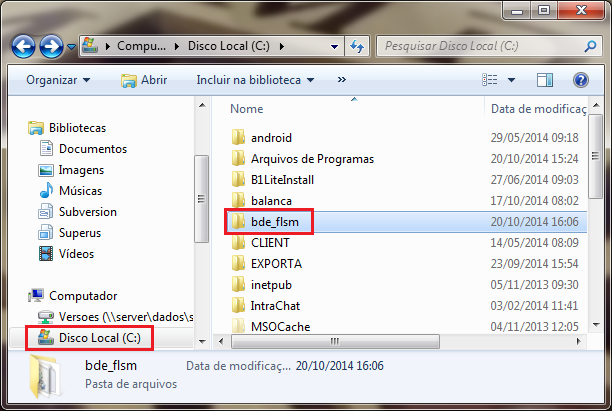 Compu... Disco Local (C:)
Pesquisar Disco Local (C:)
Organizar Abrir Incluir na biblioteca »
Bibliotecas
Documentos
Imagens
Músicas
Subversion
Superus
Vídeos
Computador
Versoes (\\server\dados\s
Disco Local (C:)
Nome Data de modificaç
android 29/05/2014 09:18
Arquivos de Programas 20/10/2014 15:24
B1LiteInstall 27/06/2014 09:03
balanca 17/10/2014 08:02
bde_flsm 20/10/2014 16:06
CLIENT 14/05/2014 08:09
EXPORTA 23/09/2014 15:54
inetpub 05/11/2013 09:30
IntraChat 03/02/2014 11:41
MSOCache 04/11/2013 12:05
bde_flsm Data de modificaç... 20/10/2014 16:06
Pasta de arquivos